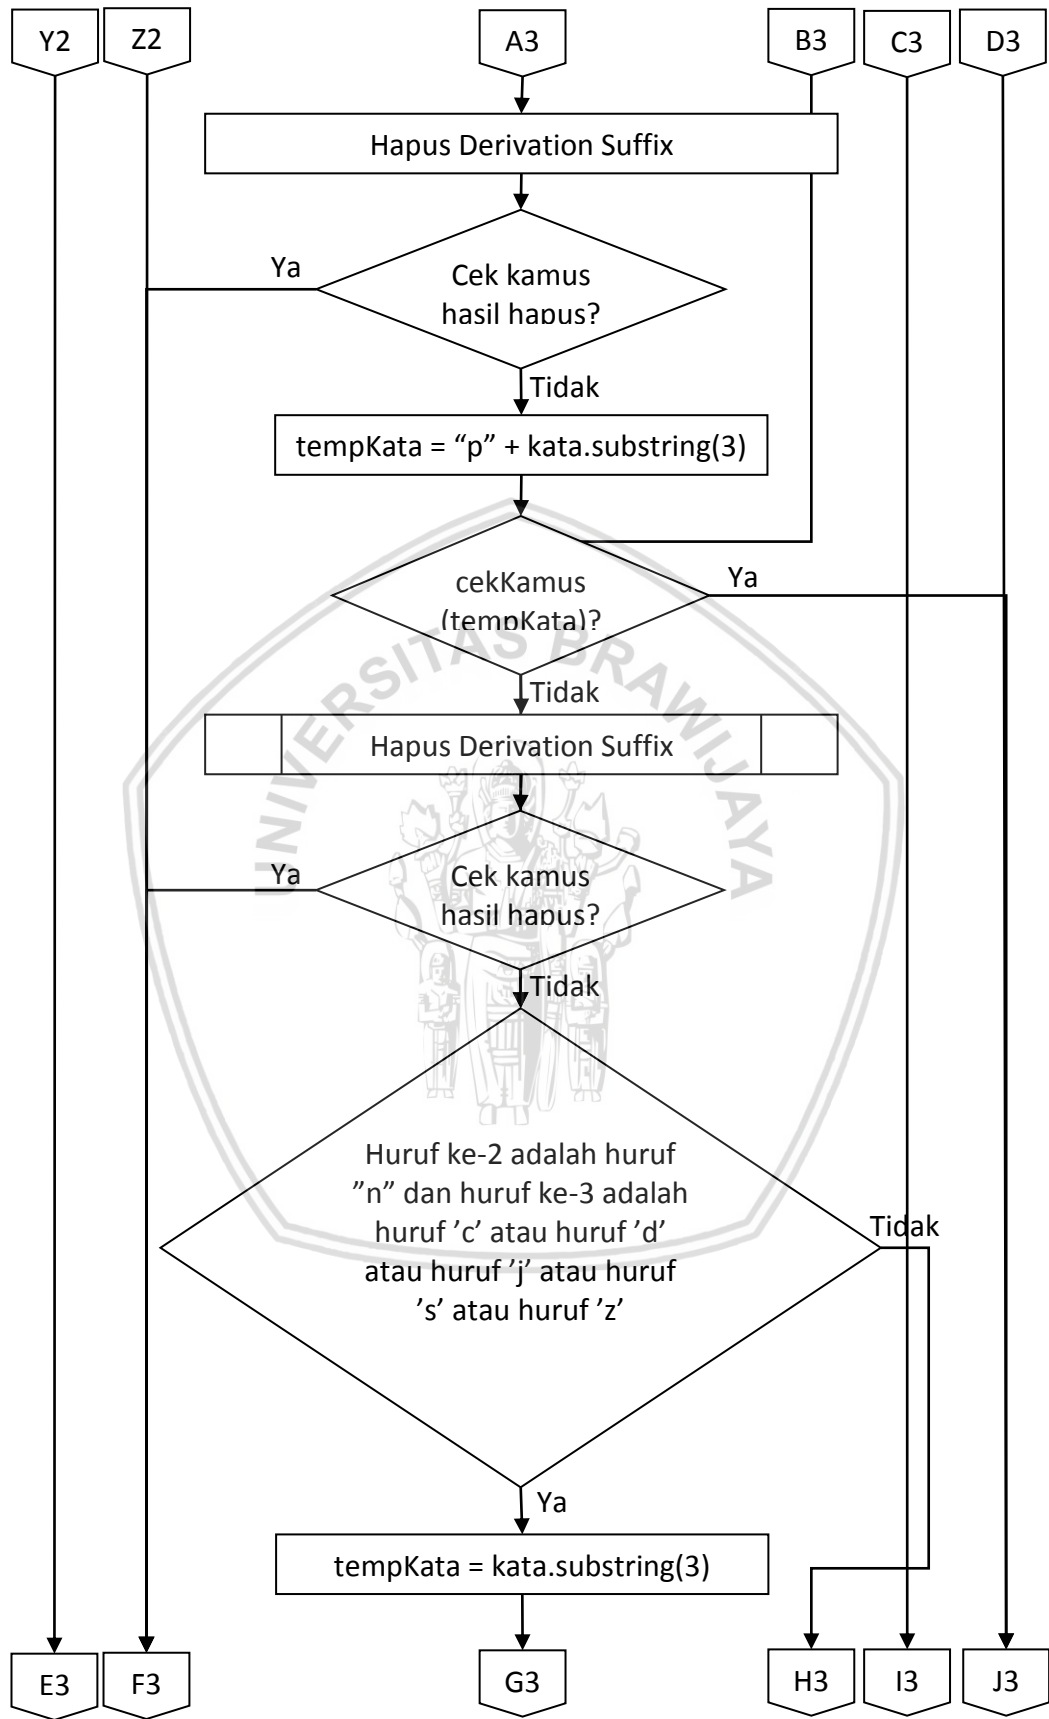 Y2
Z2
A3
B3
C3
D3
Hapus Derivation Suffix
Ya
Cek kamus
hasil hapus?
Tidak
tempKata = “p” + kata.substring(3)
cekKamus
(tempKata)?
Ya
Tidak
UNIVERSITAS BRAWIJAYA
Hapus Derivation Suffix
Ya
Cek kamus
hasil hapus?
Tidak
Huruf ke-2 adalah huruf
”n” dan huruf ke-3 adalah
huruf ’c’ atau huruf ’d’
atau huruf ’j’ atau huruf
’s’ atau huruf ’z’
Tidak
Ya
tempKata = kata.substring(3)
E3
F3
G3
H3
I3
J3